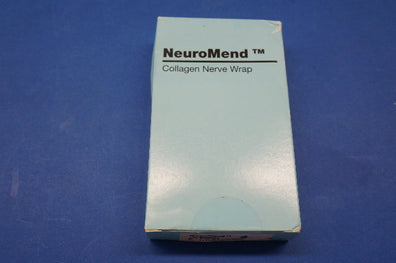 NeuroMend ™
Collagen Nerve Wrap